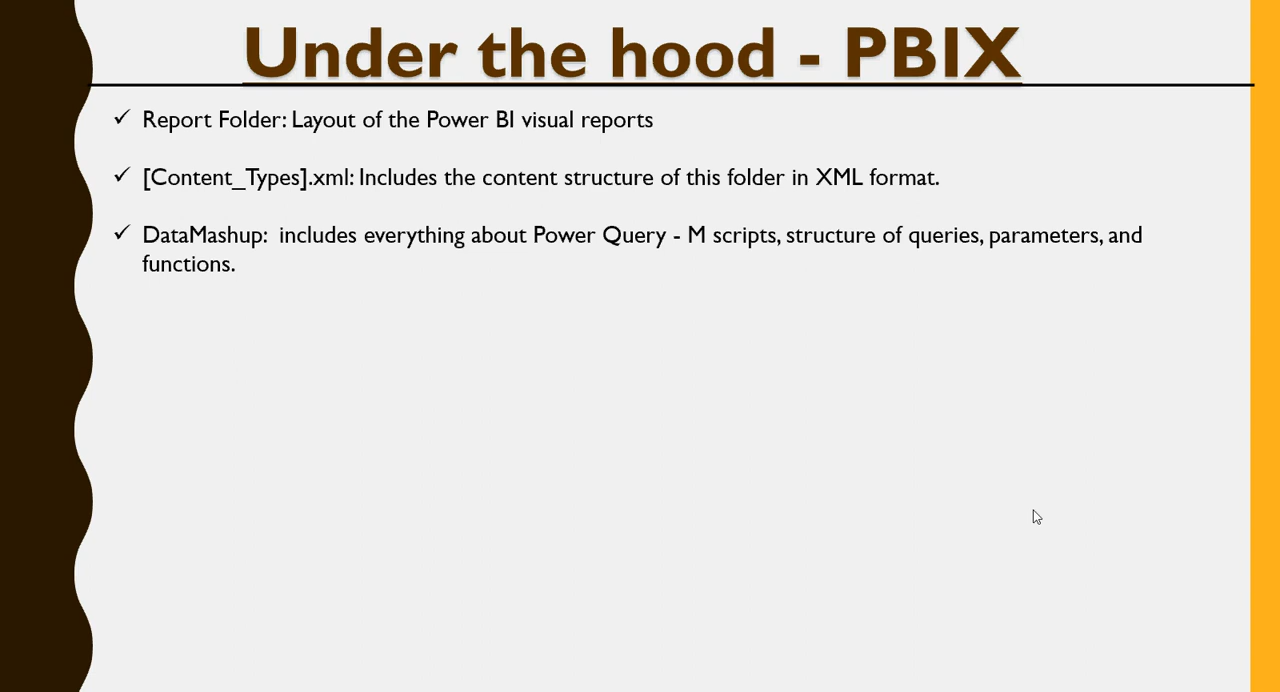 Under the hood - PBIX
✓ Report Folder: Layout of the Power BI visual reports
✓ [Content_Types].xml: Includes the content structure of this folder in XML format.
✓ DataMashup:  includes everything about Power Query - M scripts, structure of queries, parameters, and
functions.